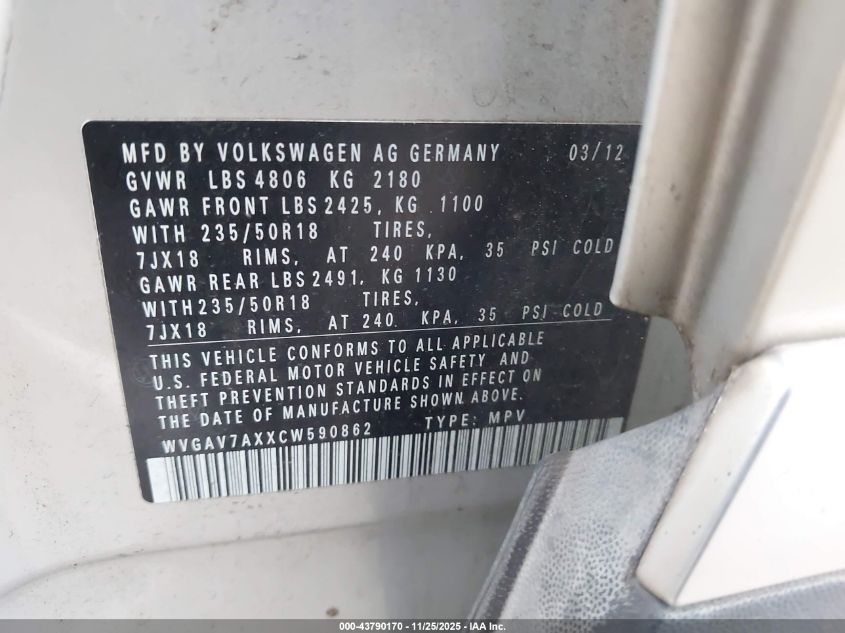 MFD BY VOLKSWAGEN AG GERMANY 03/12
GVWR LBS 4806 KG 2180
GAWR FRONT LBS 2425, KG 1100
WITH 235/50R18 TIRES,
7JX18 RIMS, AT 240 KPA, 35 PSI COLD
GAWR REAR LBS 2491, KG 1130
WITH 235/50R18 TIRES,
7JX18 RIMS, AT 240 KPA, 35 PSI COLD
THIS VEHICLE CONFORMS TO ALL APPLICABLE
U.S. FEDERAL MOTOR VEHICLE SAFETY AND
THEFT PREVENTION STANDARDS IN EFFECT ON
THE DATE OF MANUFACTURE SHOWN ABOVE.
WVGAV7AXXCW590862 TYPE: MPV
000-43790170 - 11/25/2025 - IAA Inc.